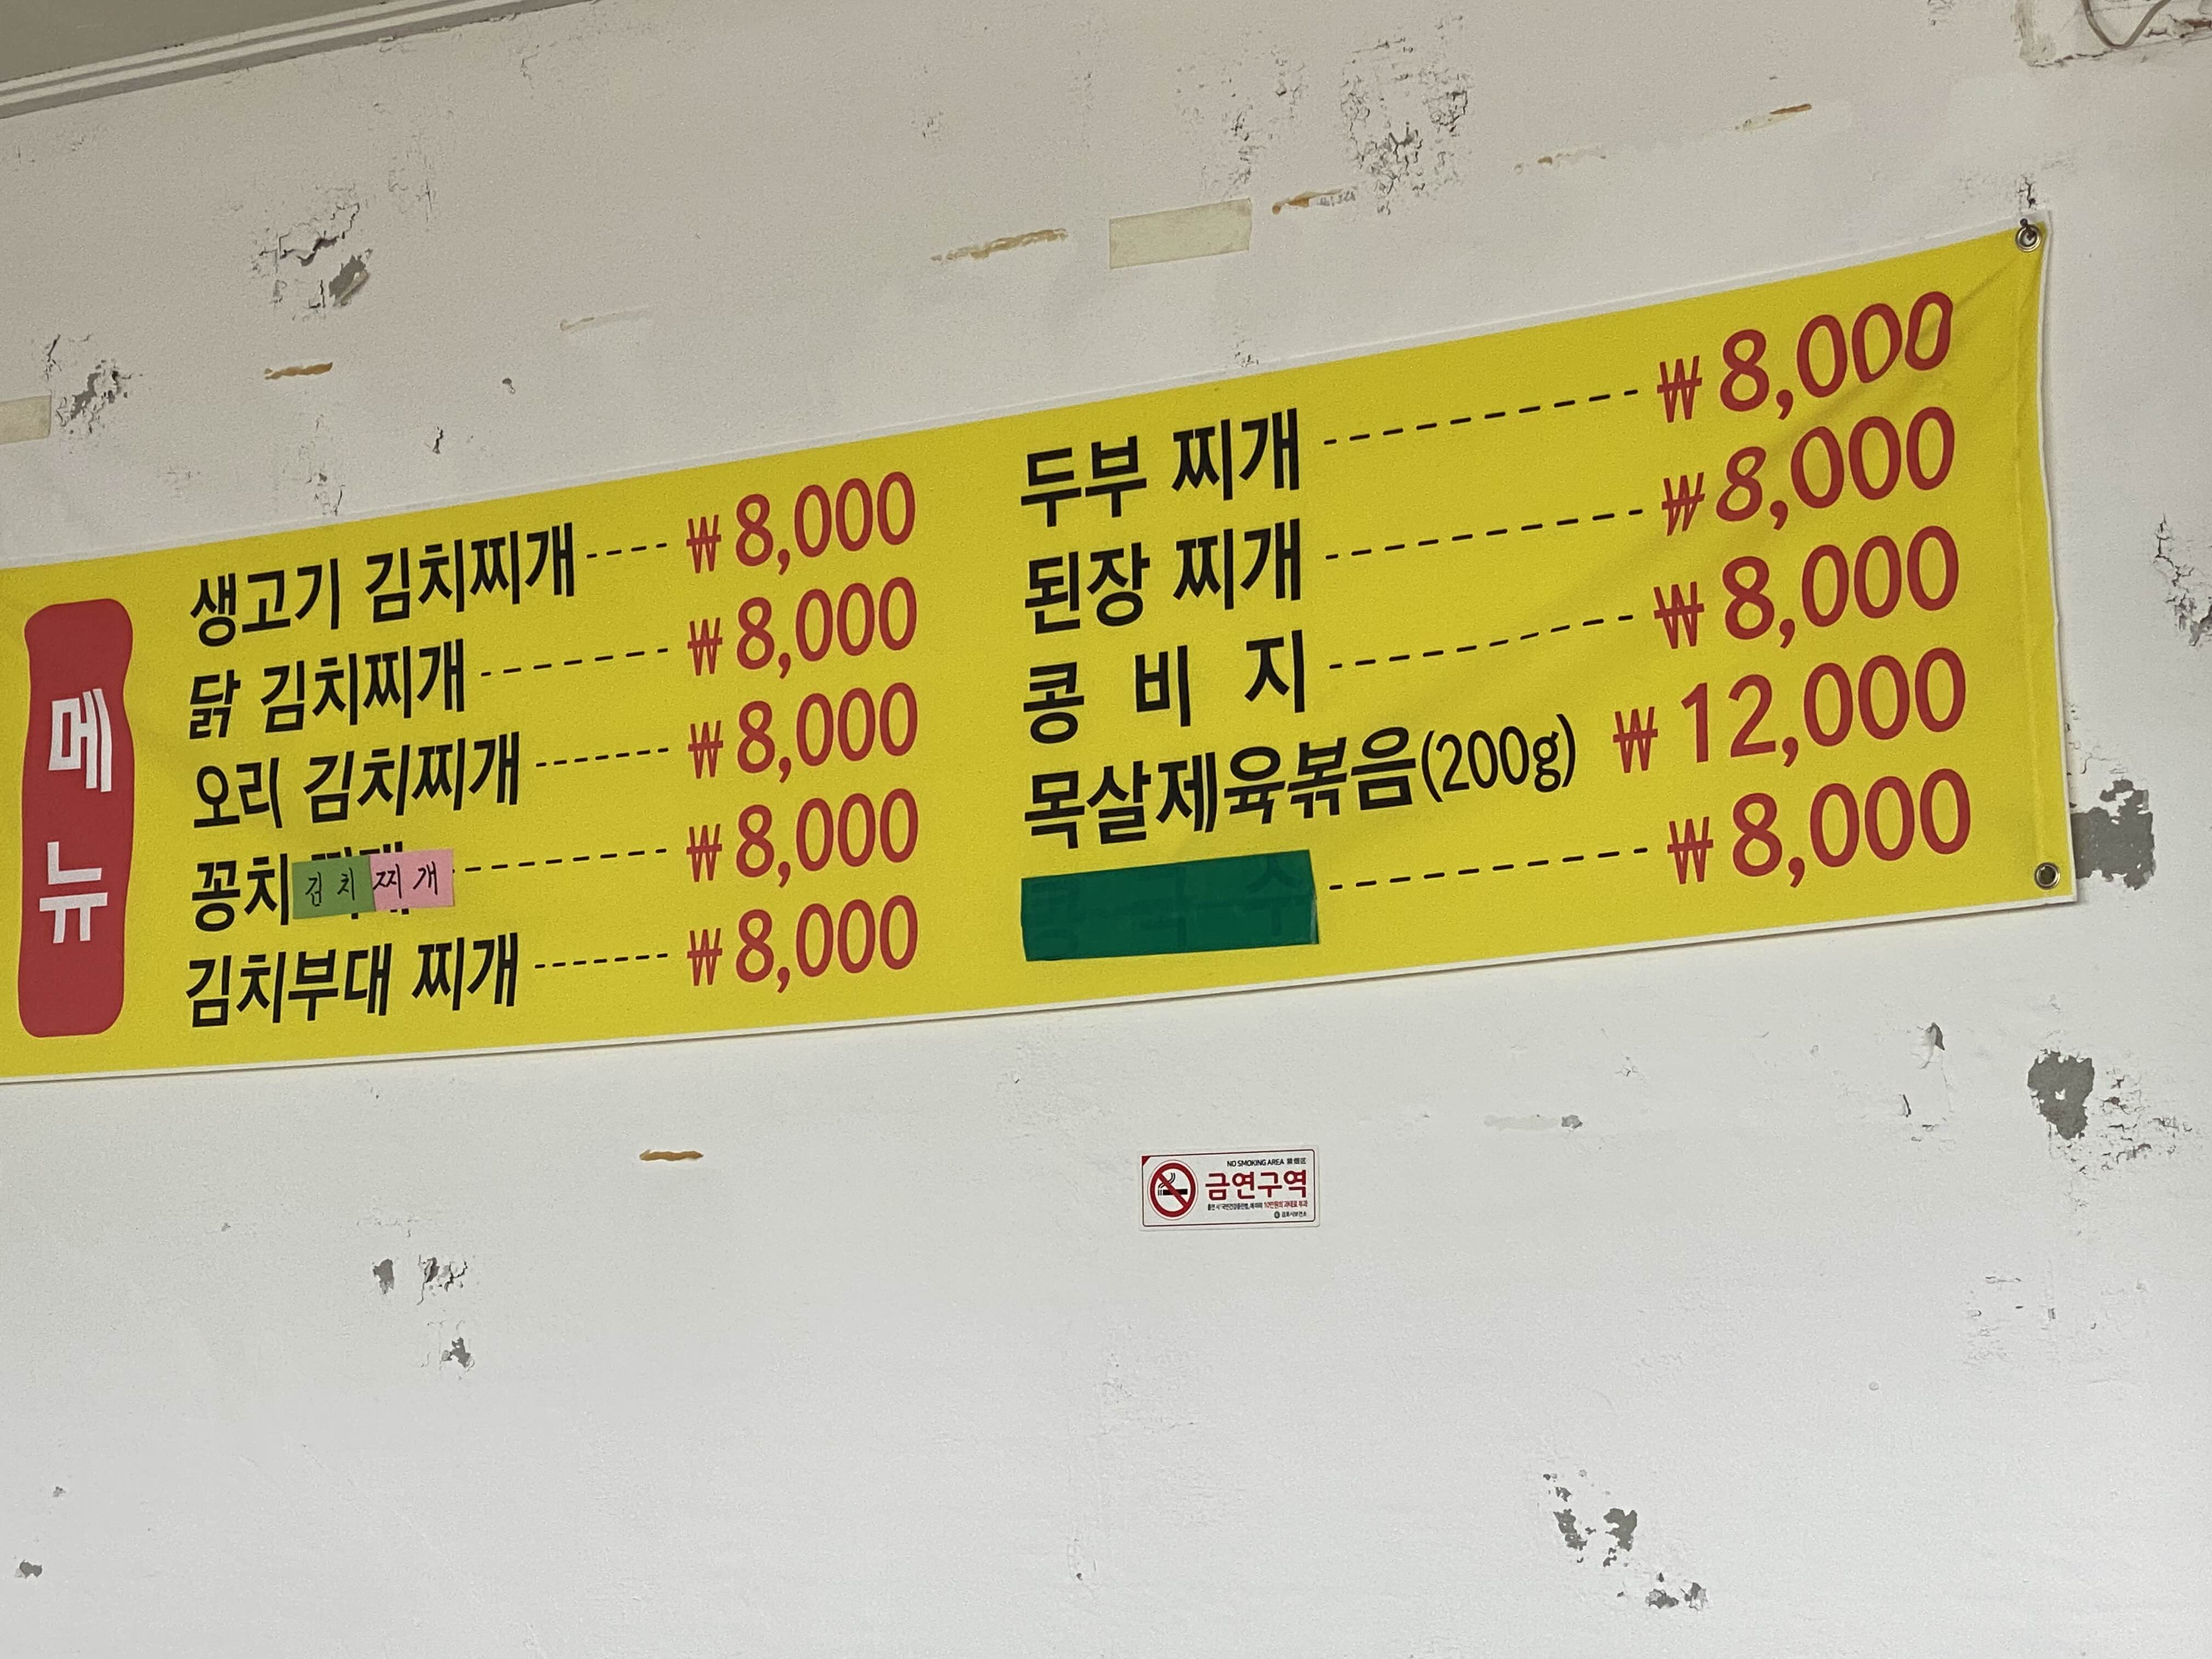 메뉴
생고기 김치찌개 ---- ₩8,000
닭 김치찌개 ------- ₩8,000
오리 김치찌개 ------ ₩8,000
꽁치 김치찌개 --------- ₩8,000
김치부대 찌개 ------ ₩8,000
두부 찌개 ------------ ₩8,000
된장 찌개 ------------ ₩8,000
콩 비 지 ------------ ₩8,000
목살제육볶음(200g) ₩12,000
------------ ₩8,000
NO SMOKING AREA
금연구역